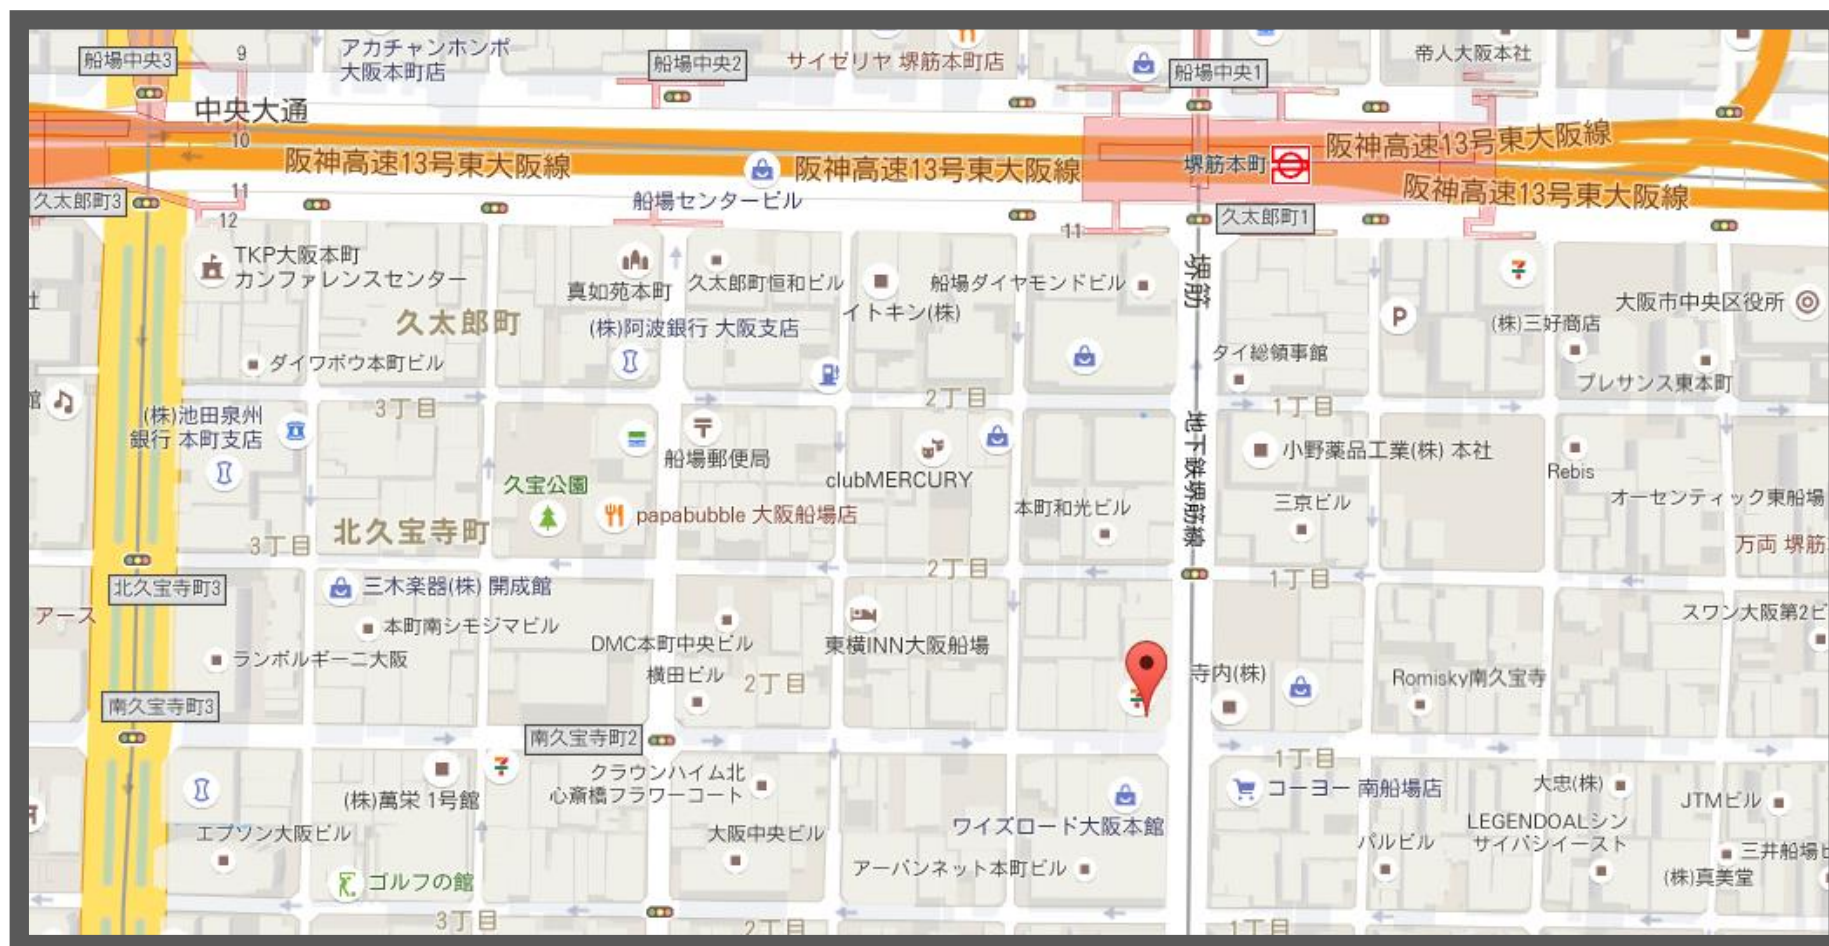 船場中央3
9
アカチャンホンポ
大阪本町店
船場中央2
サイゼリヤ 堺筋本町店
船場中央1
帝人大阪本社
中央大通
10
阪神高速13号東大阪線
阪神高速13号東大阪線
堺筋本町
阪神高速13号東大阪線
阪神高速13号東大阪線
久太郎町3
11
12
船場センタービル
11
久太郎町1
TKP大阪本町
カンファレンスセンター
真如苑本町
久太郎町恒和ビル
イトキン(株)
船場ダイヤモンドビル
堺筋
P
(株)三好商店
大阪市中央区役所
社
久太郎町
(株)阿波銀行 大阪支店
ダイワボウ本町ビル
タイ総領事館
プレサンス東本町
館
3丁目
2丁目
1丁目
(株)池田泉州
銀行 本町支店
船場郵便局
clubMERCURY
地下鉄堺筋線
小野薬品工業(株) 本社
Rebis
久宝公園
papabubble 大阪船場店
本町和光ビル
三京ビル
オーセンティック東船場
北久宝寺町
3丁目
2丁目
1丁目
万両 堺筋
北久宝寺町3
三木楽器(株) 開成館
アース
本町南シモジマビル
DMC本町中央ビル
東横INN大阪船場
スワン大阪第2ビ
ランボルギーニ大阪
横田ビル
2丁目
寺内(株)
Romisky南久宝寺
南久宝寺町3
南久宝寺町2
1丁目
(株)萬栄 1号館
クラウンハイム北
心斎橋フラワーコート
コーヨー 南船場店
大忠(株)
JTMビル
エプソン大阪ビル
大阪中央ビル
ワイズロード大阪本館
パルビル
LEGENDOALシン
サイバシイースト
三井船場ビ
ゴルフの館
アーバンネット本町ビル
(株)真美堂
3丁目
2丁目
1丁目